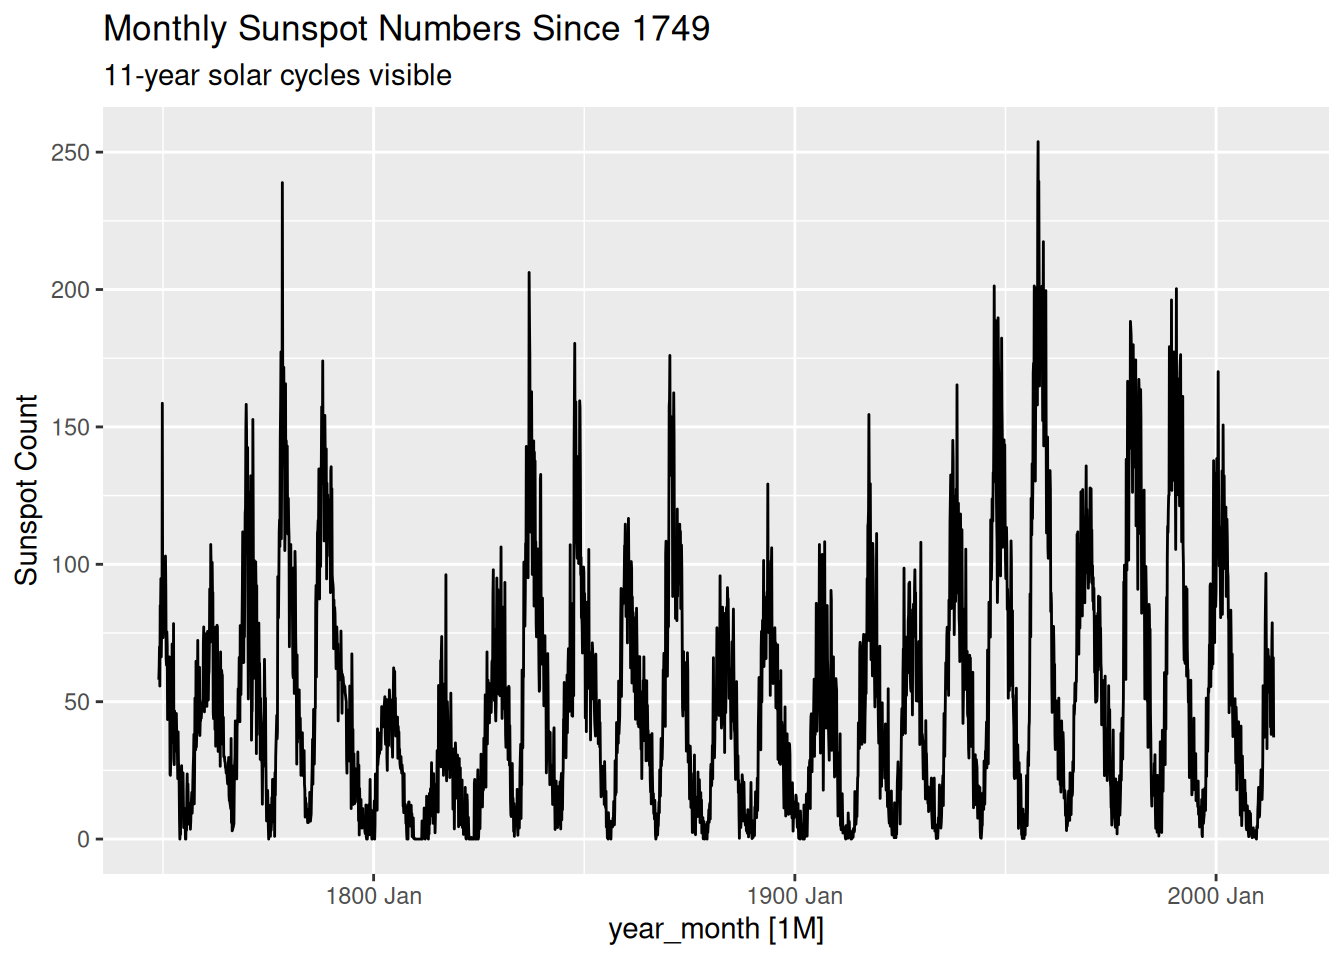 Monthly Sunspot Numbers Since 1749
11-year solar cycles visible
Sunspot Count
250
200
150
100
50
0
1800 Jan
1900 Jan
2000 Jan
year_month [1M]